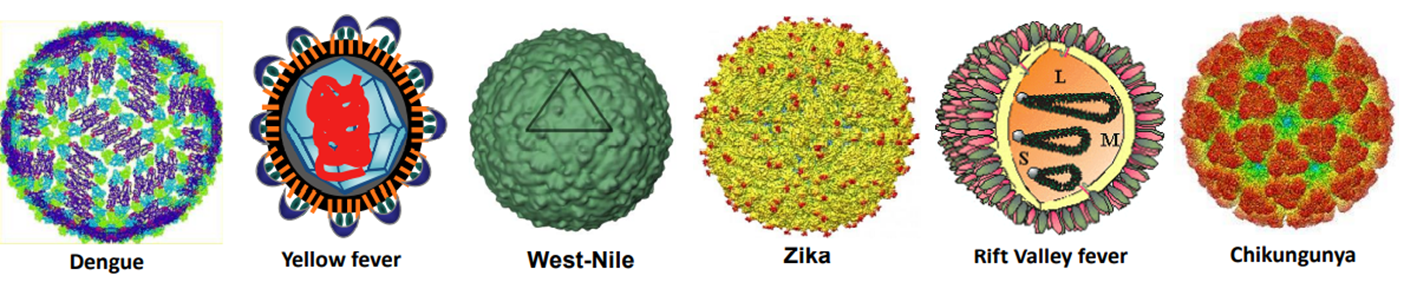 L
M
S
Dengue
Yellow fever
West-Nile
Zika
Rift Valley fever
Chikungunya